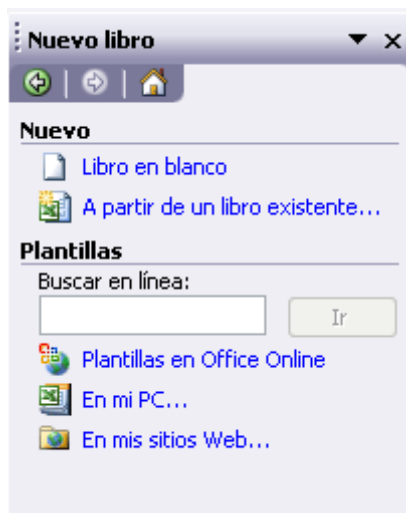 Nuevo libro
Nuevo
Libro en blanco
A partir de un libro existente...
Plantillas
Buscar en línea:
Ir
Plantillas en Office Online
En mi PC...
En mis sitios Web...